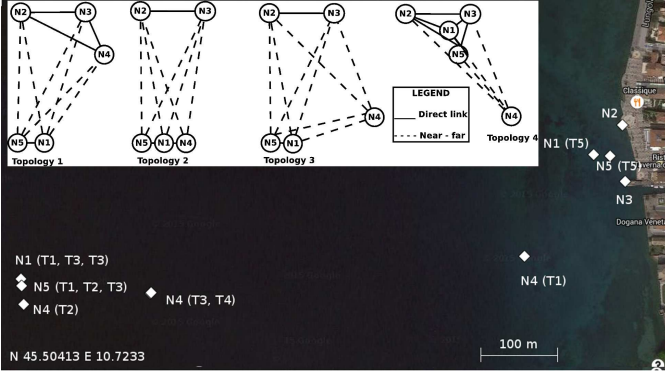 N2 N3 N4 N5 N1
Topology 1
N2 N3 N5 N1 N4
Topology 2
N2 N3 N4 N5 N1
Topology 3
N2 N3 N1 N5 N4
Topology 4
LEGEND
Direct link
Near - far
Classique
N2
N1 (T5)
N5 (T5)
Rist
N3
Dogana Veneta
N1 (T1, T3, T3)
N5 (T1, T2, T3)
N4 (T2)
N4 (T3, T4)
N4 (T1)
100 m
N 45.50413 E 10.7233